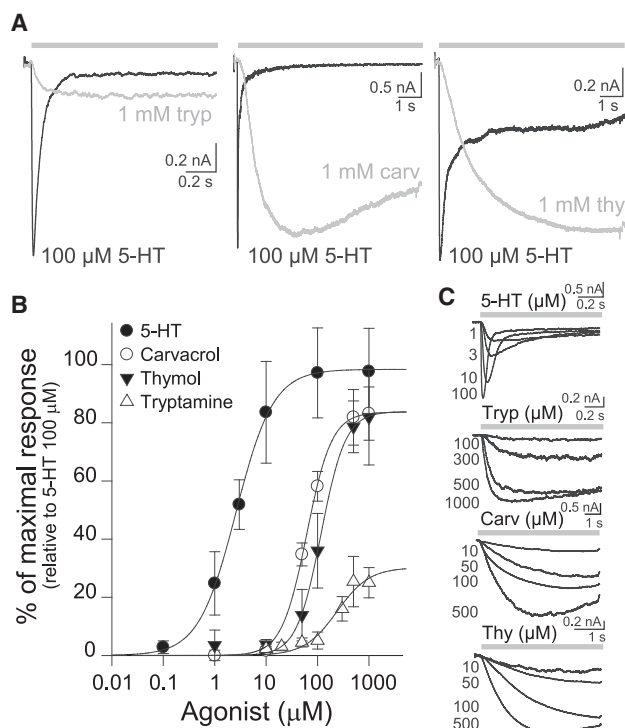 A
1 mM tryp
0.2 nA
0.2 s
100 µM 5-HT
0.5 nA
1 s
1 mM carv
100 µM 5-HT
0.2 nA
1 s
1 mM thy
100 µM 5-HT
B
5-HT
Carvacrol
Thymol
Tryptamine
% of maximal response
(relative to 5-HT 100 µM)
100
80
60
40
20
0
0.01 0.1 1 10 100 1000
Agonist (µM)
C
5-HT (µM)
0.5 nA
0.2 s
1
3
10
100
Tryp (µM)
0.2 nA
0.2 s
100
300
500
1000
Carv (µM)
0.5 nA
1 s
10
50
100
500
Thy (µM)
0.2 nA
1 s
10
50
100
500